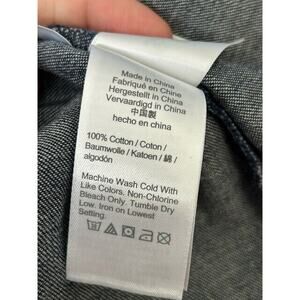 Made in China
Fabriqué en Chine
Hergestellt in China
Vervaardigd in China
中国製
hecho en china
100% Cotton / Coton /
Baumwolle / Katoen / 綿 /
algodón
Machine Wash Cold With
Like Colors. Non-Chlorine
Bleach Only. Tumble Dry
Low. Iron on Lowest
Setting.